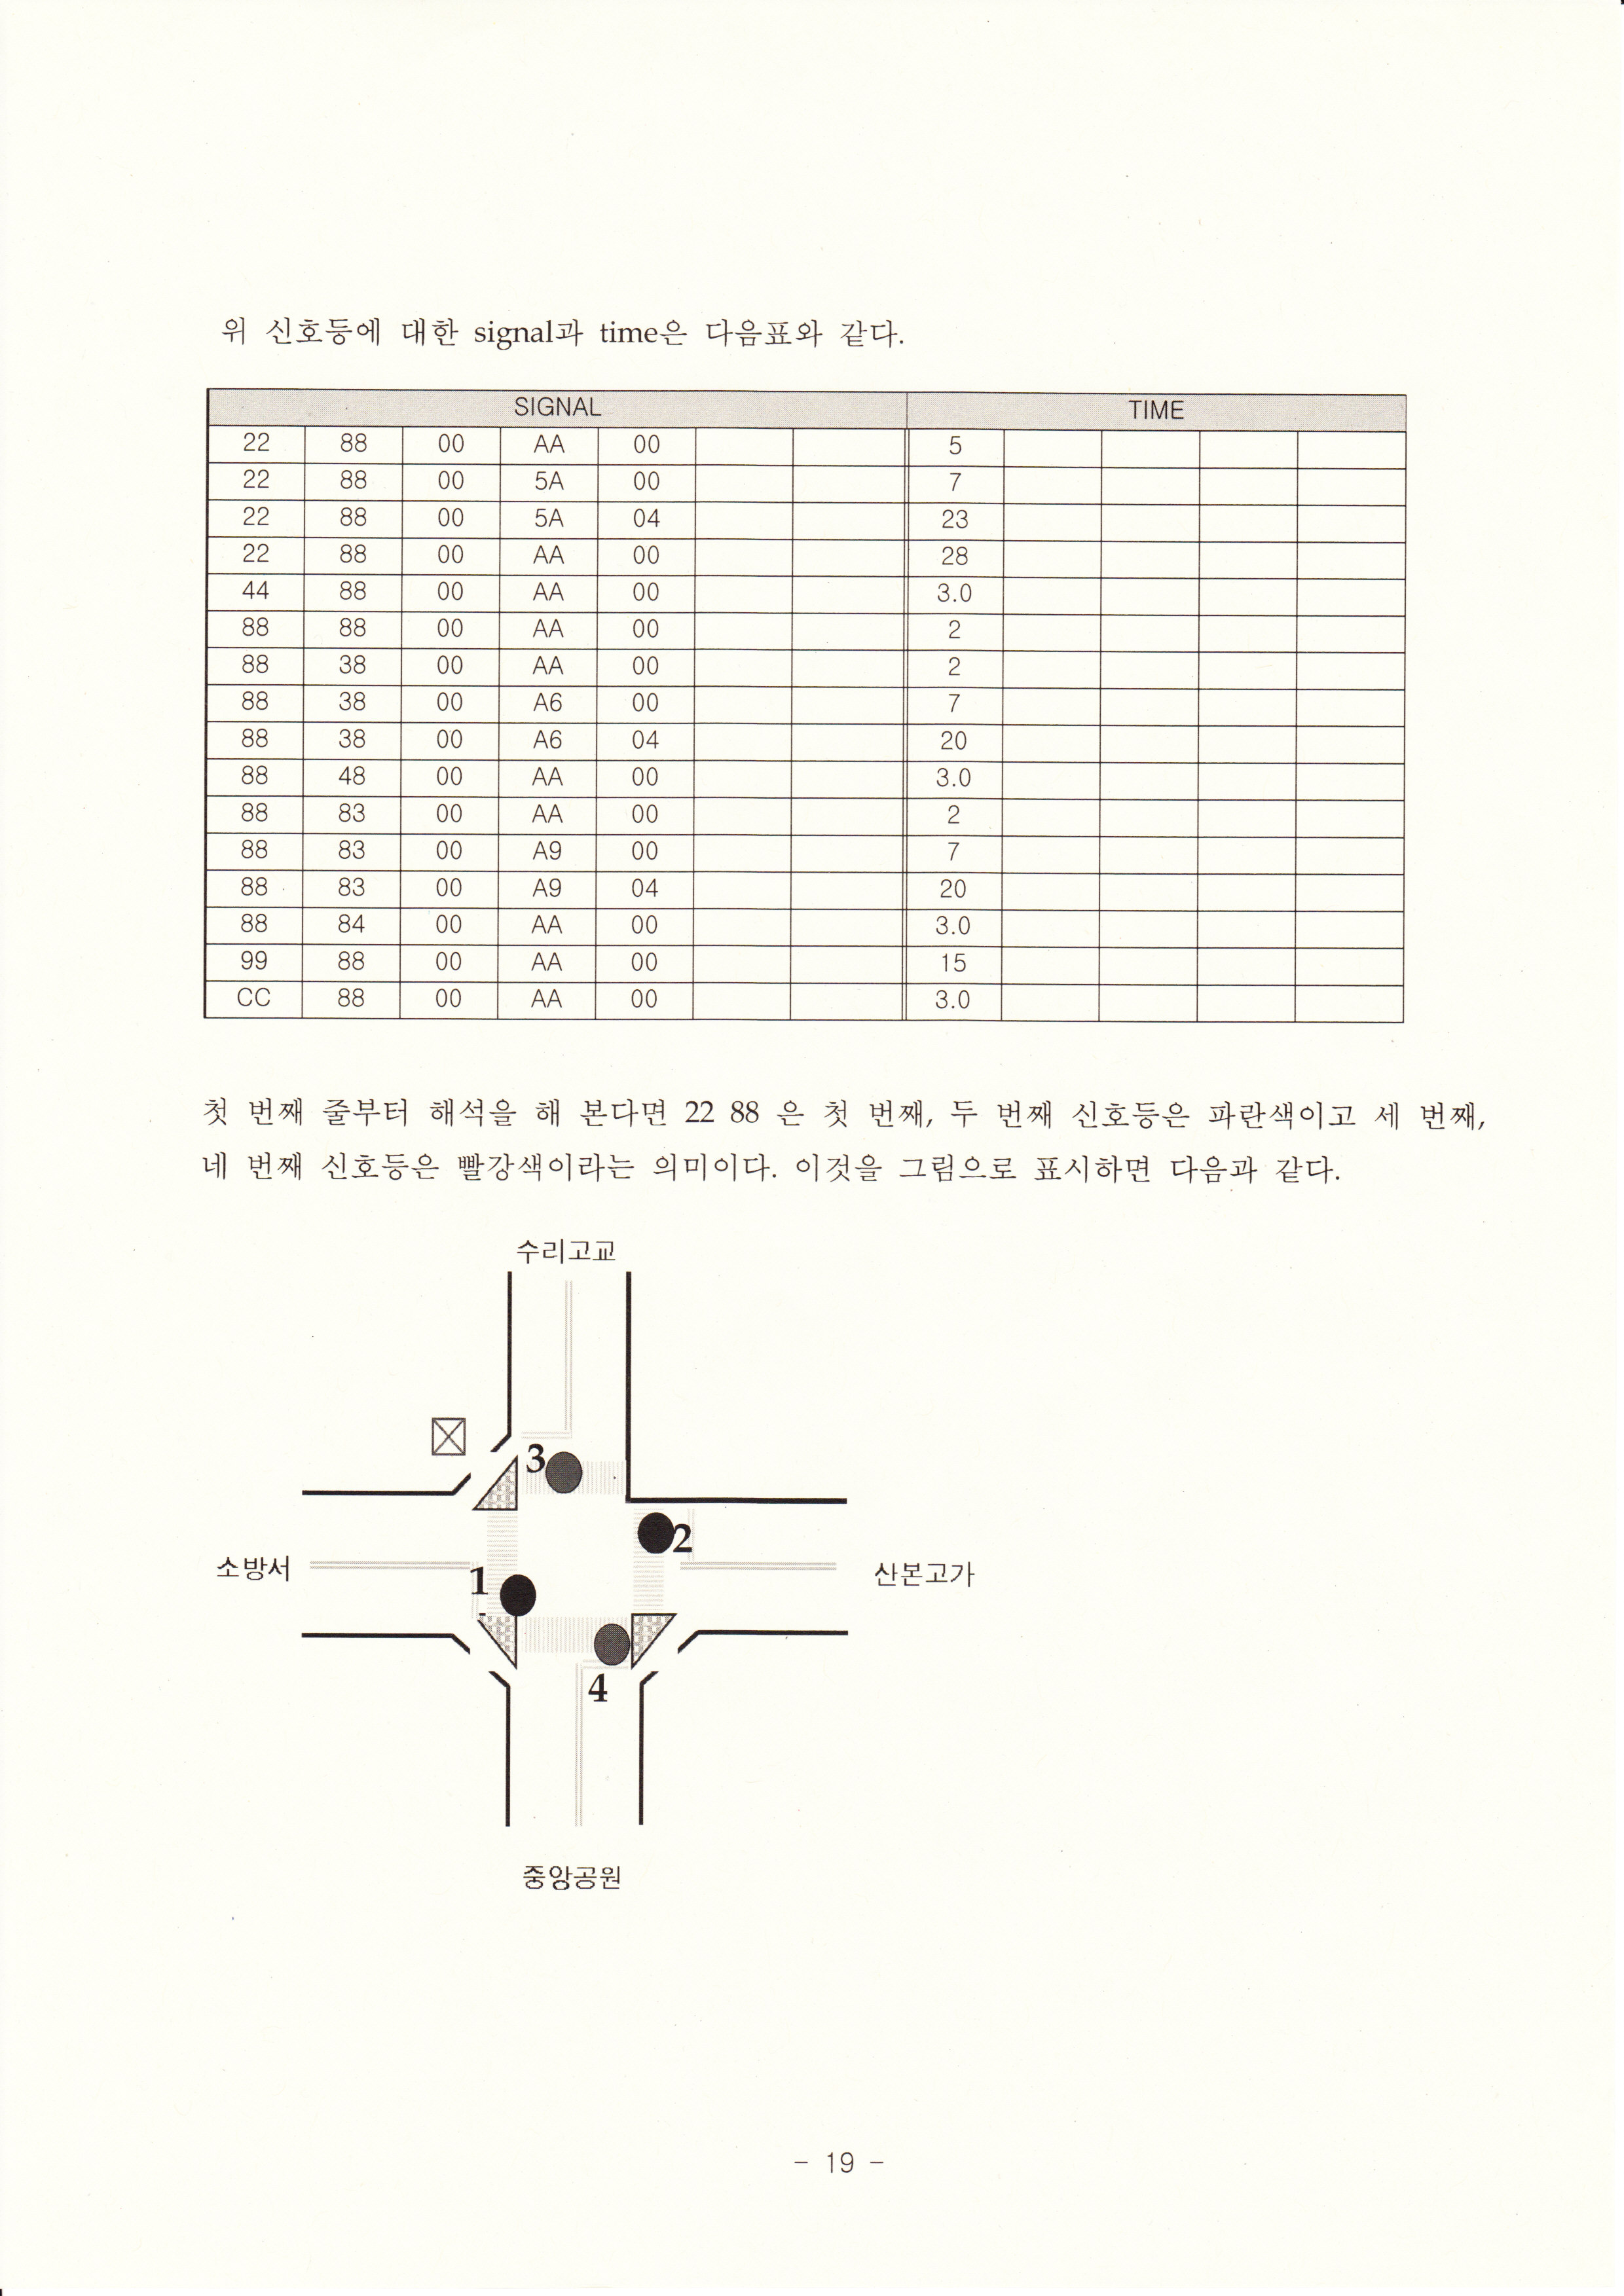 위 신호등에 대한 signal과 time은 다음표와 같다.
SIGNAL TIME
22 88 00 AA 00 5
22 88 00 5A 00 7
22 88 00 5A 04 23
22 88 00 AA 00 28
44 88 00 AA 00 3.0
88 88 00 AA 00 2
88 38 00 AA 00 2
88 38 00 A6 00 7
88 38 00 A6 04 20
88 48 00 AA 00 3.0
88 83 00 AA 00 2
88 83 00 A9 00 7
88 83 00 A9 04 20
88 84 00 AA 00 3.0
99 88 00 AA 00 15
CC 88 00 AA 00 3.0
첫 번째 줄부터 해석을 해 본다면 22 88 은 첫 번째, 두 번째 신호등은 파란색이고 세 번째,
네 번째 신호등은 빨강색이라는 의미이다. 이것을 그림으로 표시하면 다음과 같다.
수리고교
3
2
소방서
1
산본고가
4
중앙공원
- 19 -